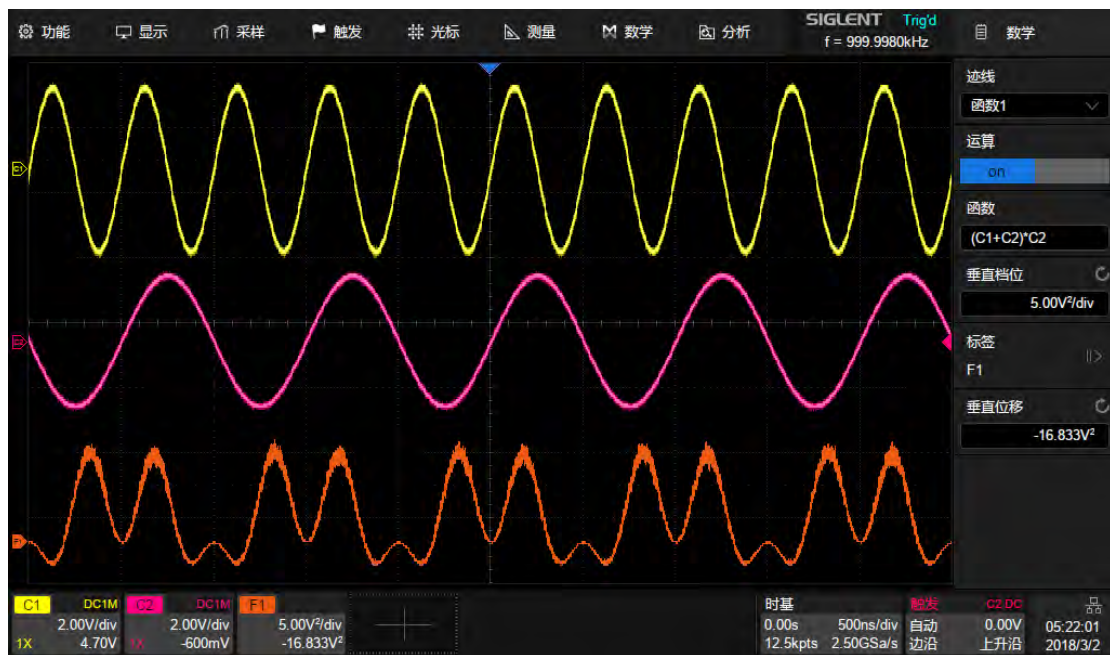 功能 显示 采样 触发 光标 测量 数学 分析 SIGLENT Trig'd 数学
f = 999.9980kHz
迹线
函数1
运算
on
函数
(C1+C2)*C2
垂直档位
5.00V²/div
标签
F1
垂直位移
-16.833V²
C1
C2
F1
C1 DC1M C2 DC1M F1 时基 触发 C2 DC
2.00V/div 2.00V/div 5.00V²/div 0.00s 500ns/div 自动 0.00V 05:22:01
1X 4.70V 1X -600mV -16.833V² 12.5kpts 2.50GSa/s 边沿 上升沿 2018/3/2